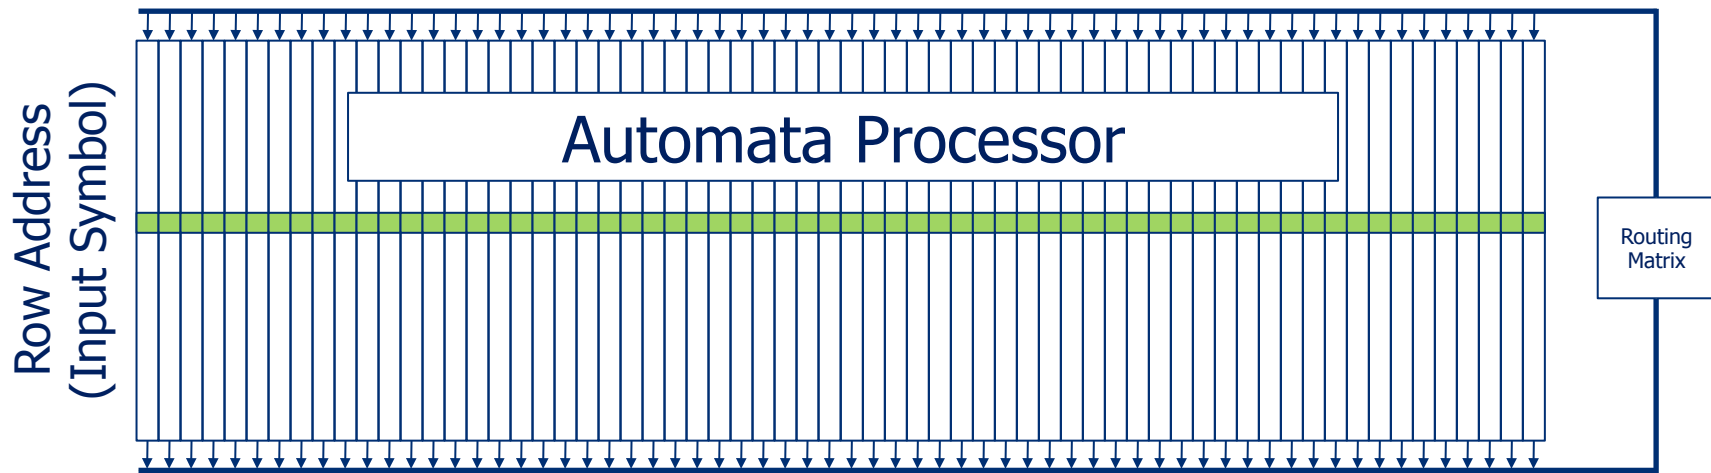 Row Address
(Input Symbol)
Automata Processor
Routing
Matrix